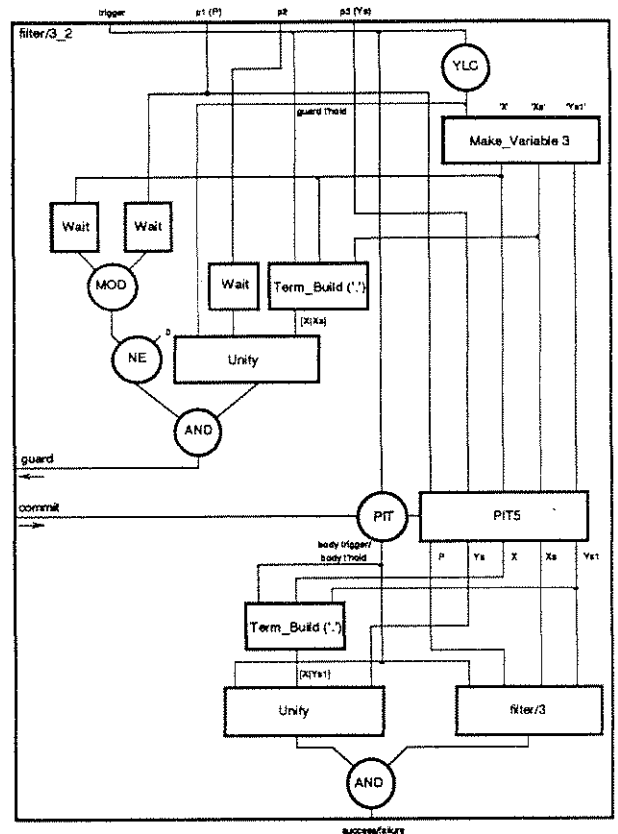 trigger p1 (P) p2 p3 (Ys)
filter/3_2
YLG
guard t'hold
'X' 'Xs' 'Ys1'
Make_Variable 3
Wait Wait
MOD
Wait
Term_Build ('.')
[X|Xs]
0
NE
Unify
AND
guard
commit
PIT
PIT5
body trigger/
body t'hold
P Ys X Xs Ys1
Term_Build ('.')
[X|Ys1]
Unify
filter/3
AND
success/failure